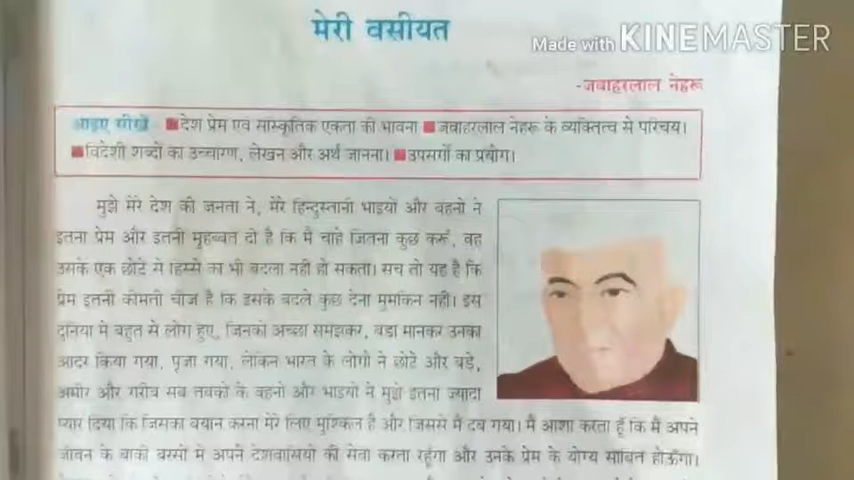 मेरी वसीयत
Made with KINEMASTER
-जवाहरलाल नेहरू
आइए सीखें ■ देश प्रेम एवं सांस्कृतिक एकता की भावना ■ जवाहरलाल नेहरू के व्यक्तित्व से परिचय।
■ विदेशी शब्दों का उच्चारण, लेखन और अर्थ जानना। ■ उपसर्गों का प्रयोग।
मुझे मेरे देश की जनता ने, मेरे हिन्दुस्तानी भाइयों और बहनों ने
इतना प्रेम और इतनी मुहब्बत दी है कि मैं चाहे जितना कुछ करूँ, वह
उसके एक छोटे से हिस्से का भी बदला नहीं हो सकता। सच तो यह है कि
प्रेम इतनी कीमती चीज है कि इसके बदले कुछ देना मुमकिन नहीं। इस
दुनिया में बहुत से लोग हुए, जिनको अच्छा समझकर, बड़ा मानकर उनका
आदर किया गया, पूजा गया, लेकिन भारत के लोगों ने छोटे और बड़े,
अमीर और गरीब सब तबकों के बहनों और भाइयों ने मुझे इतना ज्यादा
प्यार दिया कि जिसका बयान करना मेरे लिए मुश्किल है और जिससे मैं दब गया। मैं आशा करता हूँ कि मैं अपने
जीवन के बाकी बरसों में अपने देशवासियों की सेवा करता रहूँगा और उनके प्रेम के योग्य साबित होऊँगा।